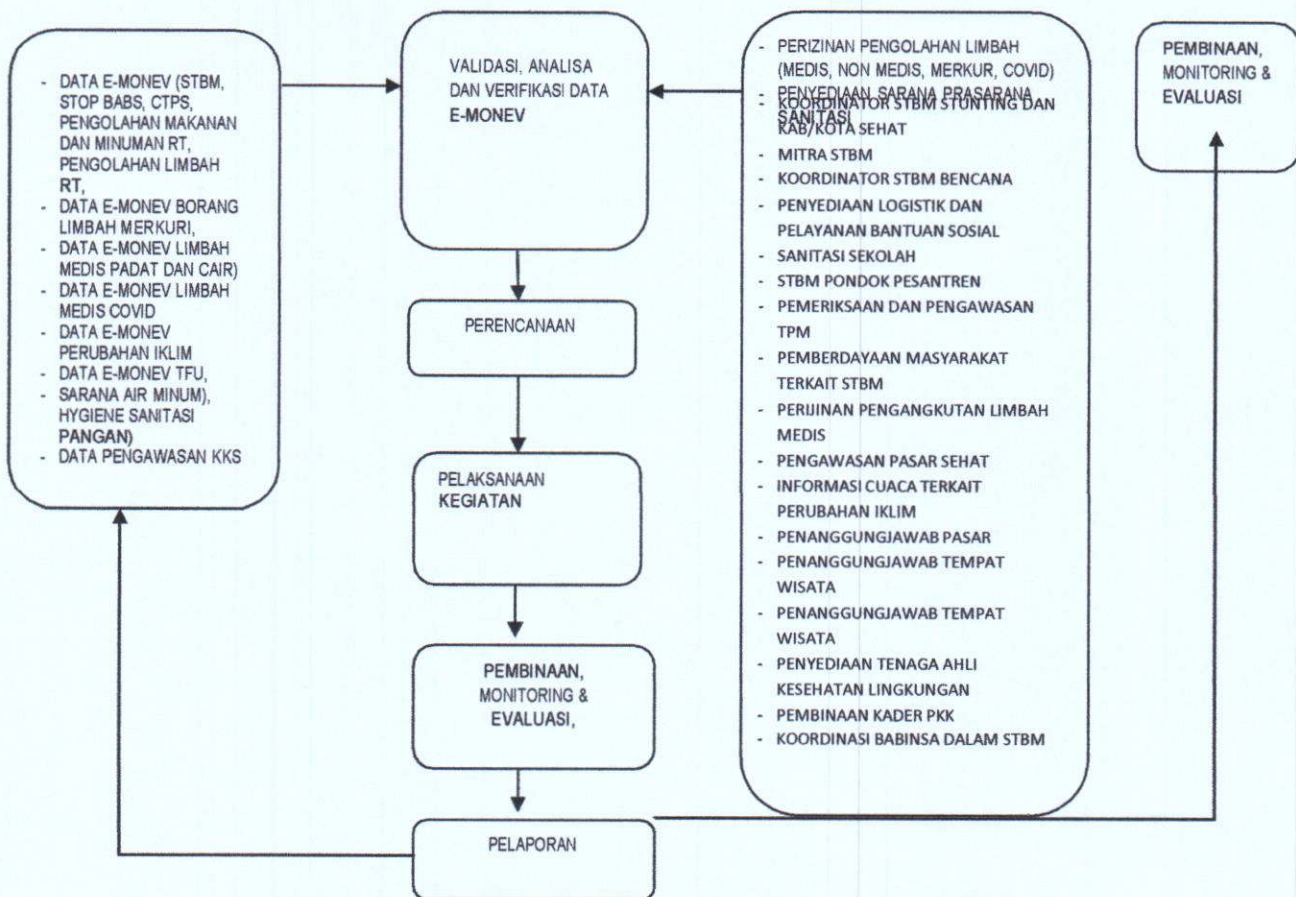 - DATA E-MONEV (STBM,
STOP BABS, CTPS,
PENGOLAHAN MAKANAN
DAN MINUMAN RT,
PENGOLAHAN LIMBAH
RT,
- DATA E-MONEV BORANG
LIMBAH MERKURI,
- DATA E-MONEV LIMBAH
MEDIS PADAT DAN CAIR)
- DATA E-MONEV LIMBAH
MEDIS COVID
- DATA E-MONEV
PERUBAHAN IKLIM
- DATA E-MONEV TFU,
- SARANA AIR MINUM),
HYGIENE SANITASI
PANGAN)
- DATA PENGAWASAN KKS
VALIDASI, ANALISA
DAN VERIFIKASI DATA
E-MONEV
PERENCANAAN
PELAKSANAAN
KEGIATAN
PEMBINAAN,
MONITORING &
EVALUASI,
PELAPORAN
- PERIZINAN PENGOLAHAN LIMBAH
(MEDIS, NON MEDIS, MERKUR, COVID)
- PENYEDIAAN SARANA PRASARANA
SANITASI
- KOORDINATOR STBM STUNTING DAN
KAB/KOTA SEHAT
- MITRA STBM
- KOORDINATOR STBM BENCANA
- PENYEDIAAN LOGISTIK DAN
PELAYANAN BANTUAN SOSIAL
- SANITASI SEKOLAH
- STBM PONDOK PESANTREN
- PEMERIKSAAN DAN PENGAWASAN
TPM
- PEMBERDAYAAN MASYARAKAT
TERKAIT STBM
- PERIJINAN PENGANGKUTAN LIMBAH
MEDIS
- PENGAWASAN PASAR SEHAT
- INFORMASI CUACA TERKAIT
PERUBAHAN IKLIM
- PENANGGUNGJAWAB PASAR
- PENANGGUNGJAWAB TEMPAT
WISATA
- PENANGGUNGJAWAB TEMPAT
WISATA
- PENYEDIAAN TENAGA AHLI
KESEHATAN LINGKUNGAN
- PEMBINAAN KADER PKK
- KOORDINASI BABINSA DALAM STBM
PEMBINAAN,
MONITORING &
EVALUASI